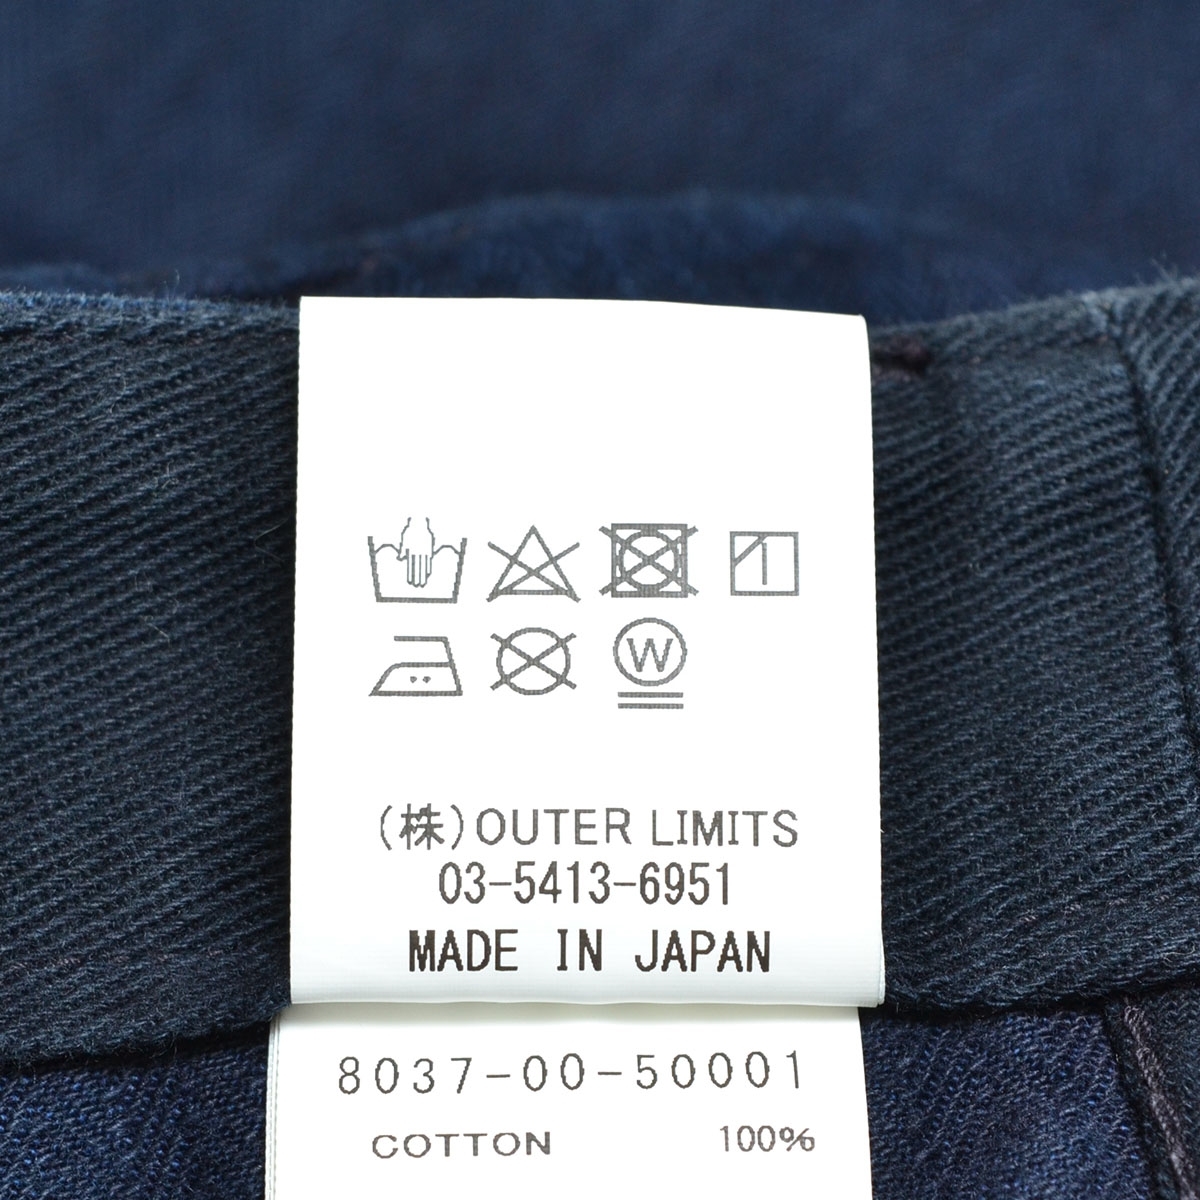 W
(株)OUTER LIMITS
03-5413-6951
MADE IN JAPAN
8037-00-50001
COTTON 100%